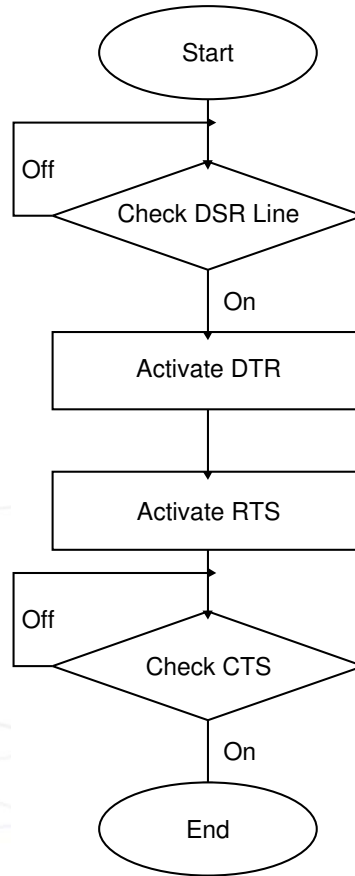 Start
Off
Check DSR Line
On
Activate DTR
Activate RTS
Off
Check CTS
On
End